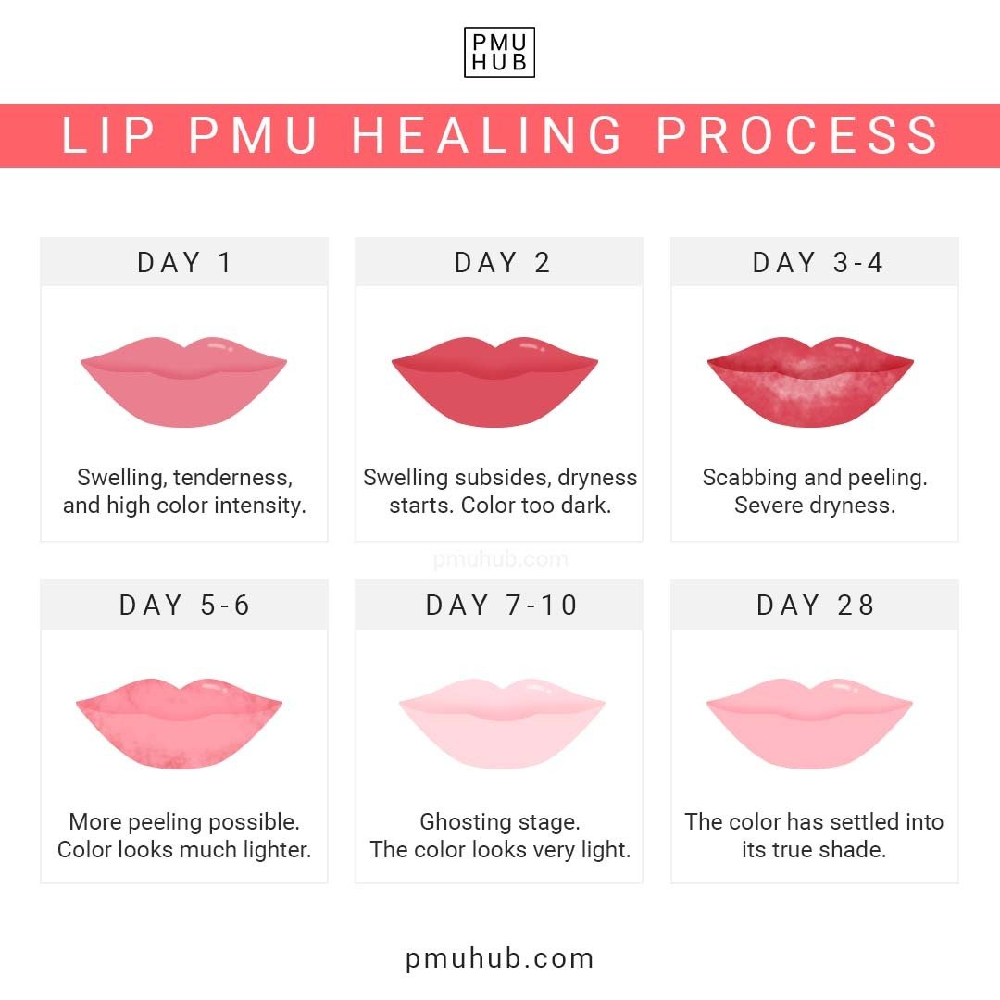 PMU
HUB
LIP PMU HEALING PROCESS
DAY 1
Swelling, tenderness,
and high color intensity.
DAY 2
Swelling subsides, dryness
starts. Color too dark.
DAY 3-4
Scabbing and peeling.
Severe dryness.
pmuhub.com
DAY 5-6
More peeling possible.
Color looks much lighter.
DAY 7-10
Ghosting stage.
The color looks very light.
DAY 28
The color has settled into
its true shade.
pmuhub.com